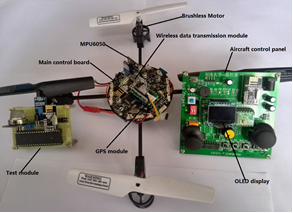 Brushless Motor
MPU6050
Wireless data transmission module
Main control board
Aircraft control panel
GPS module
Test module
OLED display